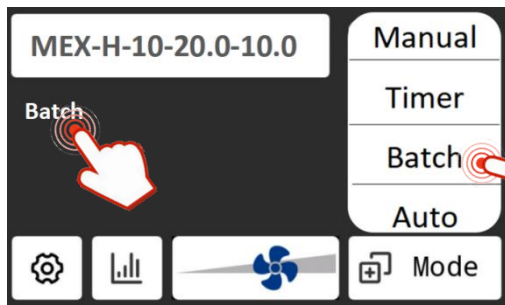 MEX-H-10-20.0-10.0
Batch
Manual
Timer
Batch
Auto
Mode